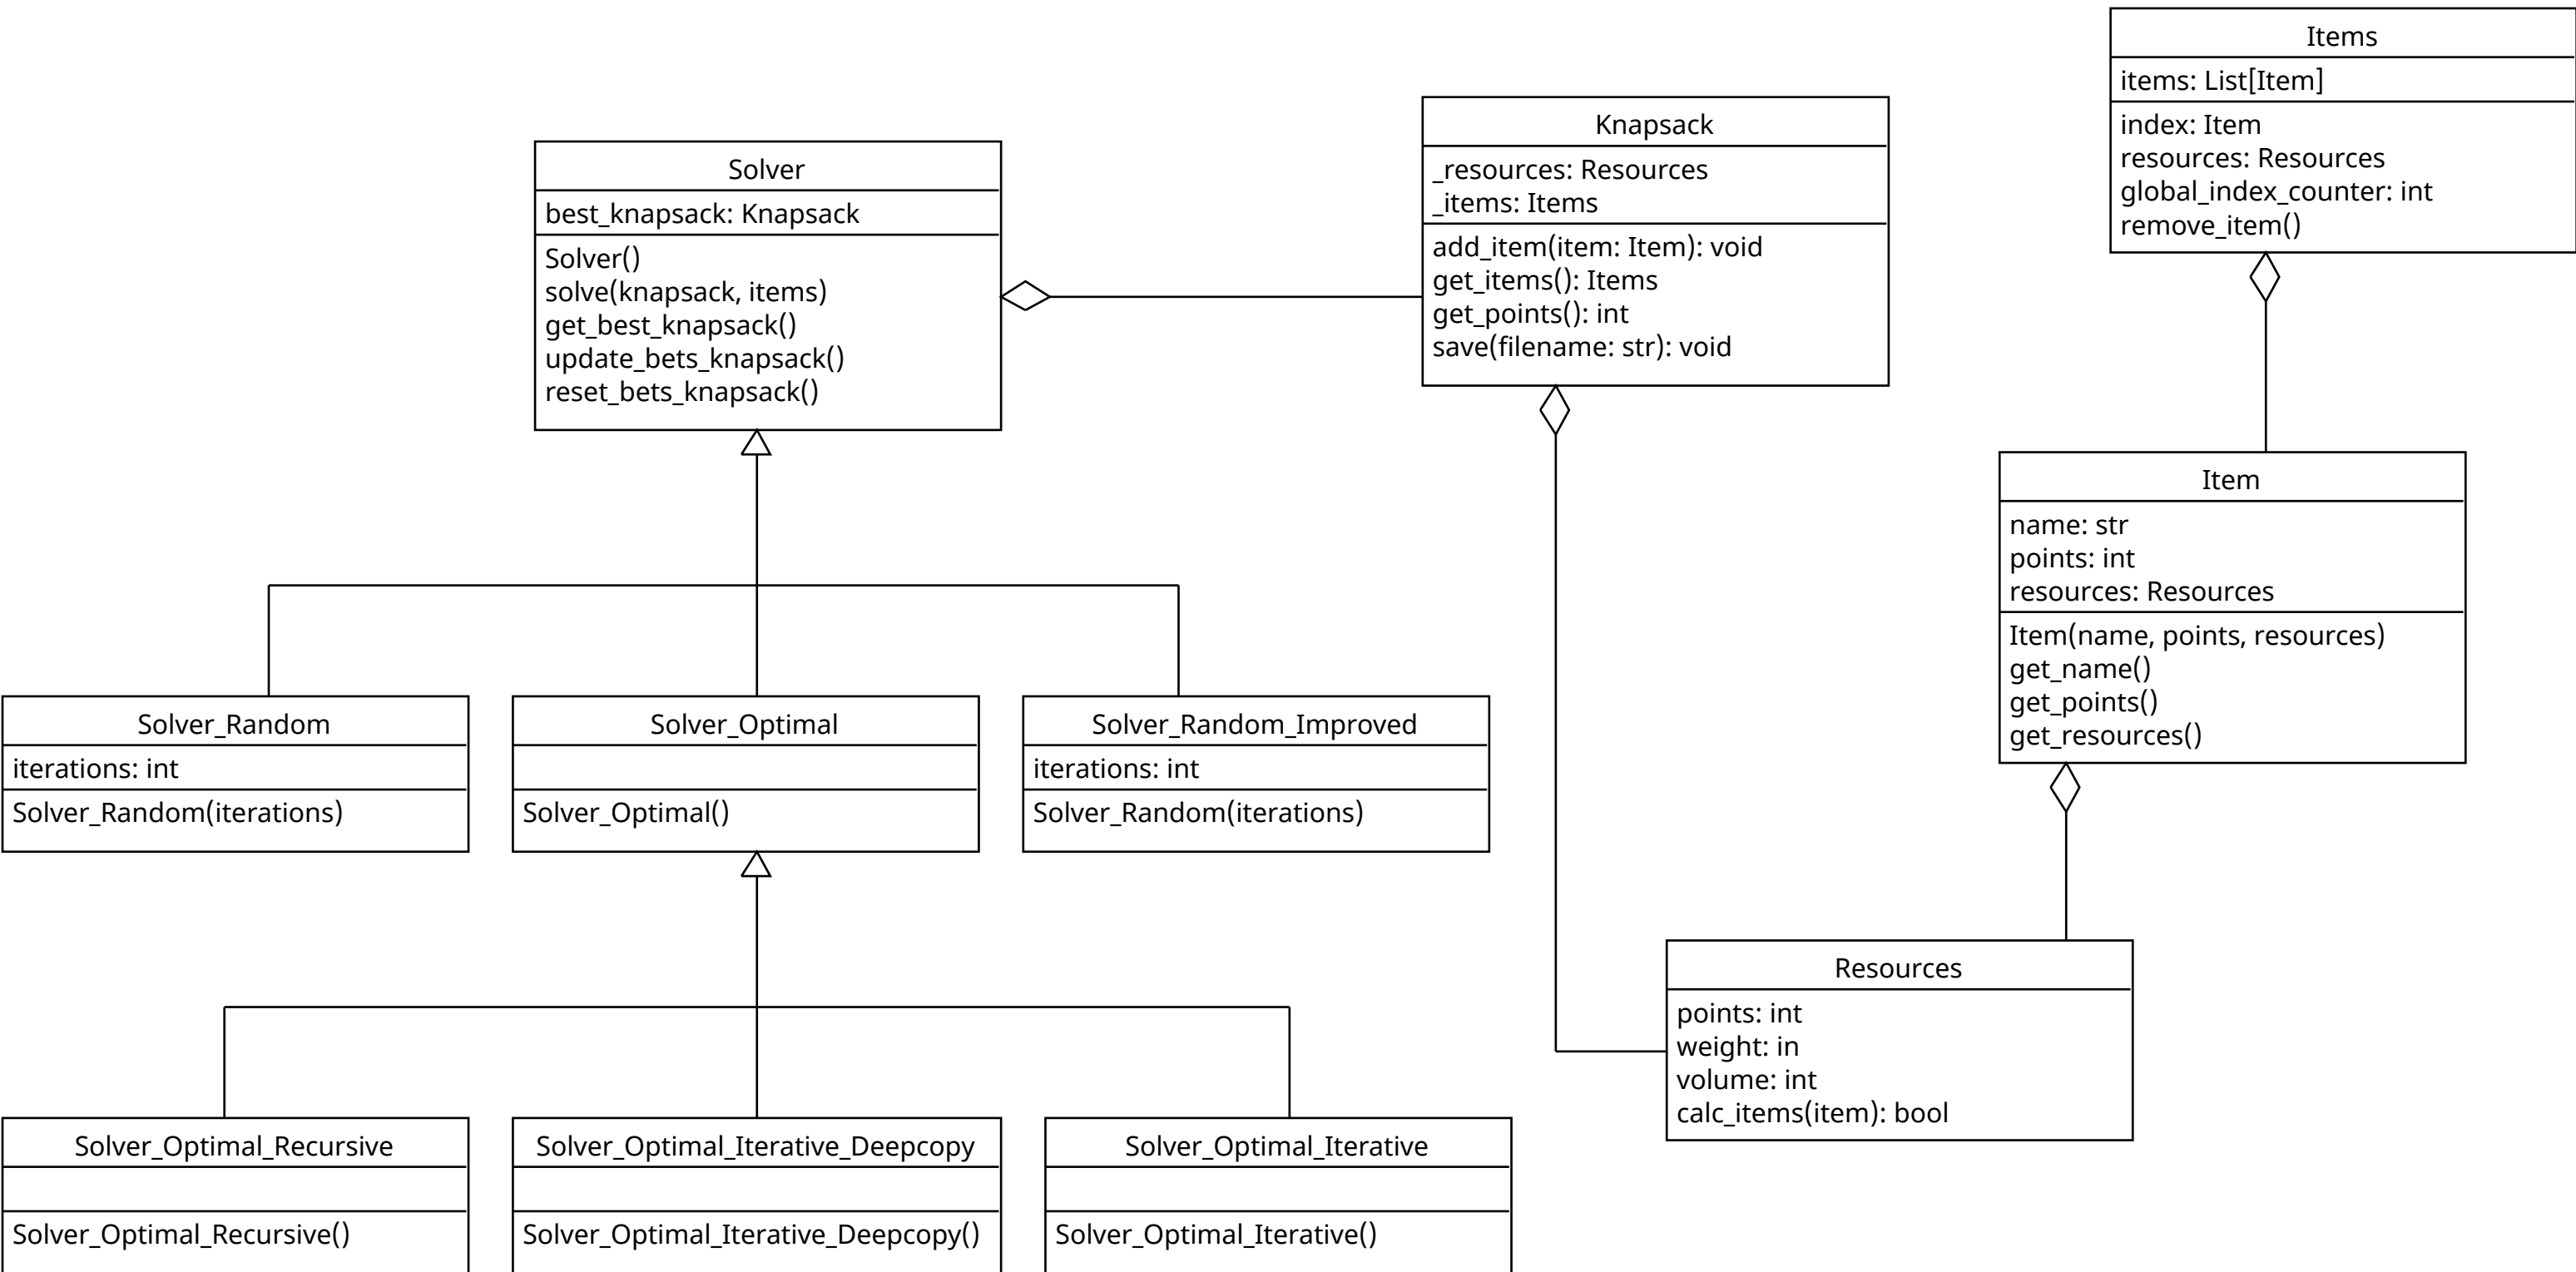 Items
items: List[Item]
index: Item
resources: Resources
global_index_counter: int
remove_item()
Knapsack
_resources: Resources
_items: Items
add_item(item: Item): void
get_items(): Items
get_points(): int
save(filename: str): void
Solver
best_knapsack: Knapsack
Solver()
solve(knapsack, items)
get_best_knapsack()
update_bets_knapsack()
reset_bets_knapsack()
Item
name: str
points: int
resources: Resources
Item(name, points, resources)
get_name()
get_points()
get_resources()
Solver_Random
iterations: int
Solver_Random(iterations)
Solver_Optimal
Solver_Optimal()
Solver_Random_Improved
iterations: int
Solver_Random(iterations)
Resources
points: int
weight: in
volume: int
calc_items(item): bool
Solver_Optimal_Recursive
Solver_Optimal_Recursive()
Solver_Optimal_Iterative_Deepcopy
Solver_Optimal_Iterative_Deepcopy()
Solver_Optimal_Iterative
Solver_Optimal_Iterative()